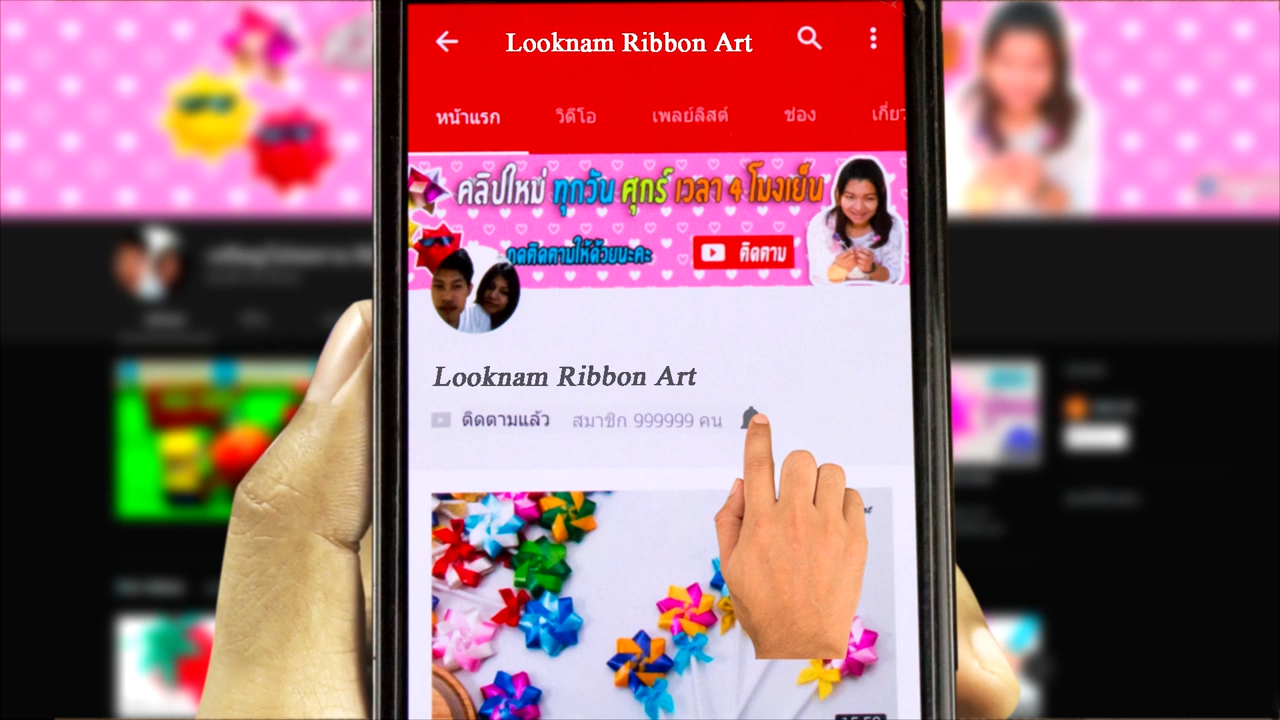 Looknam Ribbon Art
หน้าแรก วิดีโอ เพลย์ลิสต์ ช่อง เกี่ยว
คลิปใหม่ ทุกวัน ศุกร์ เวลา 4 โมงเย็น
กดติดตามให้ด้วยนะคะ ติดตาม
Looknam Ribbon Art
ติดตามแล้ว สมาชิก 999999 คน